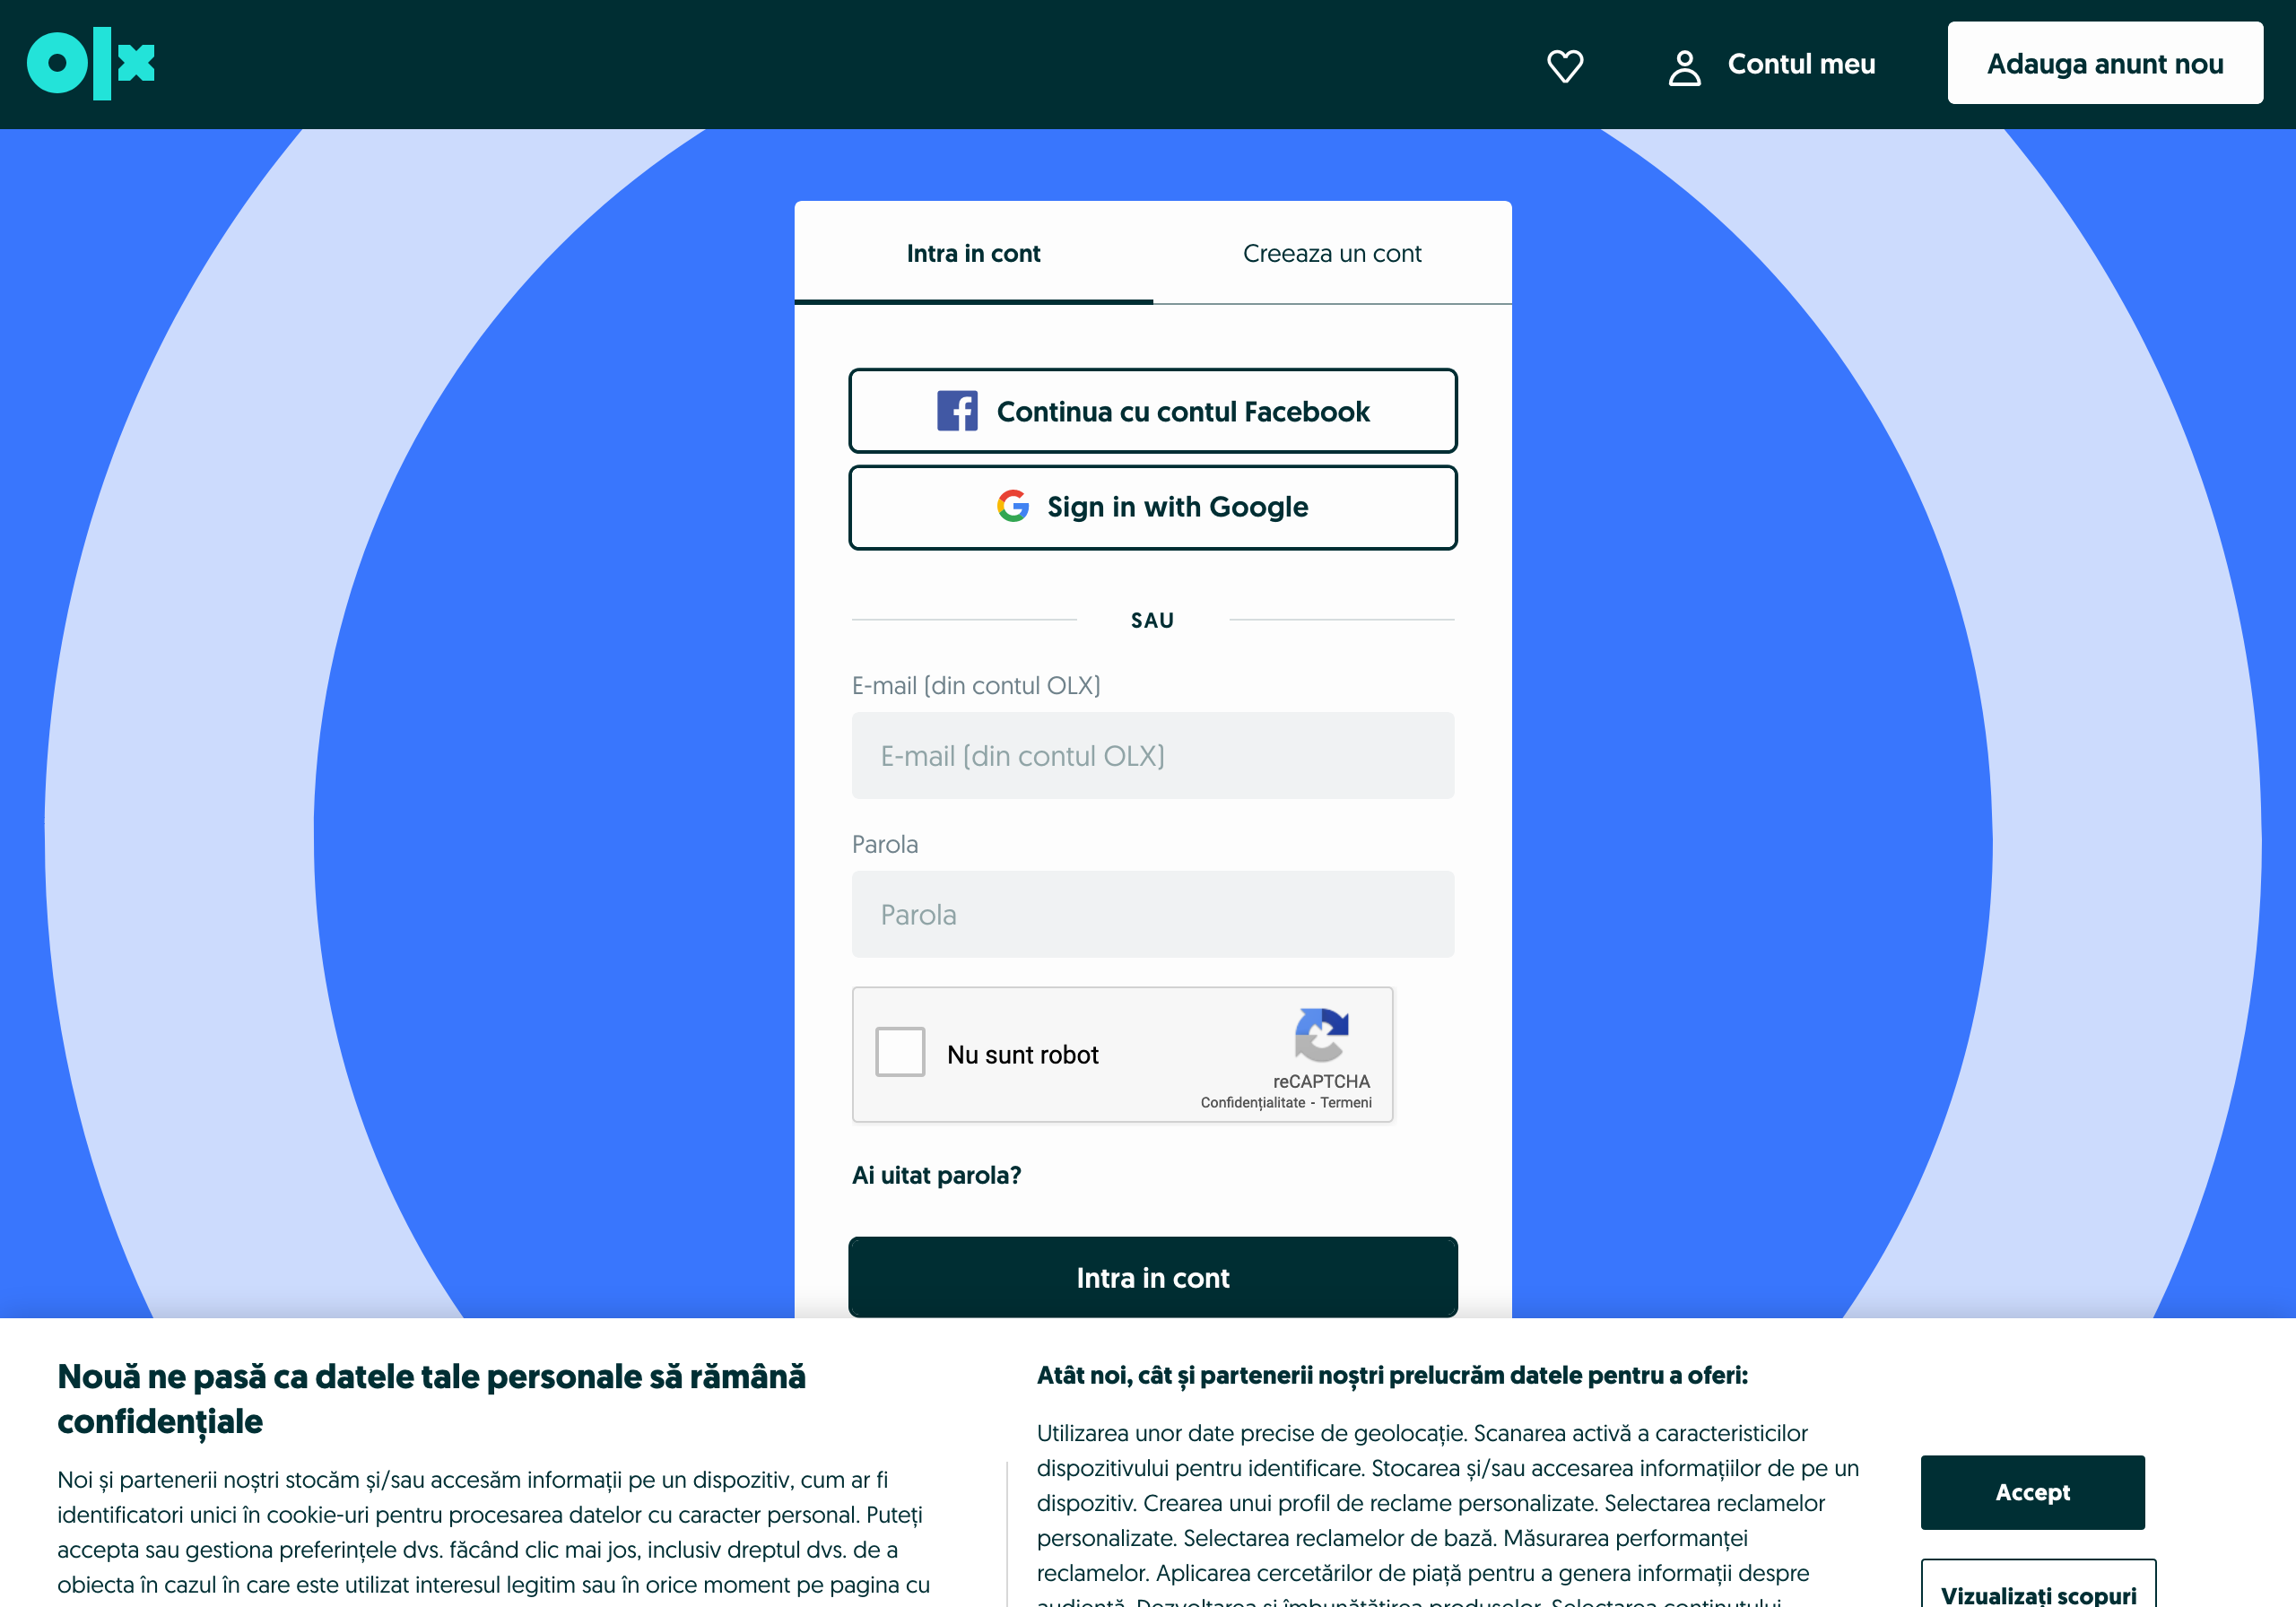 olx
Contul meu
Adauga anunt nou
Intra in cont
Creeaza un cont
Continua cu contul Facebook
Sign in with Google
SAU
E-mail (din contul OLX)
E-mail (din contul OLX)
Parola
Parola
Nu sunt robot
reCAPTCHA
Confidențialitate - Termeni
Ai uitat parola?
Intra in cont
Nouă ne pasă ca datele tale personale să rămână
confidențiale
Noi și partenerii noștri stocăm și/sau accesăm informații pe un dispozitiv, cum ar fi
identificatori unici în cookie-uri pentru procesarea datelor cu caracter personal. Puteți
accepta sau gestiona preferințele dvs. făcând clic mai jos, inclusiv dreptul dvs. de a
obiecta în cazul în care este utilizat interesul legitim sau în orice moment pe pagina cu
Atât noi, cât și partenerii noștri prelucrăm datele pentru a oferi:
Utilizarea unor date precise de geolocație. Scanarea activă a caracteristicilor
dispozitivului pentru identificare. Stocarea și/sau accesarea informațiilor de pe un
dispozitiv. Crearea unui profil de reclame personalizate. Selectarea reclamelor
personalizate. Selectarea reclamelor de bază. Măsurarea performanței
reclamelor. Aplicarea cercetărilor de piață pentru a genera informații despre
audiență. Dezvoltarea și îmbunătățirea produselor. Selectarea conținutului
Accept
Vizualizați scopuri